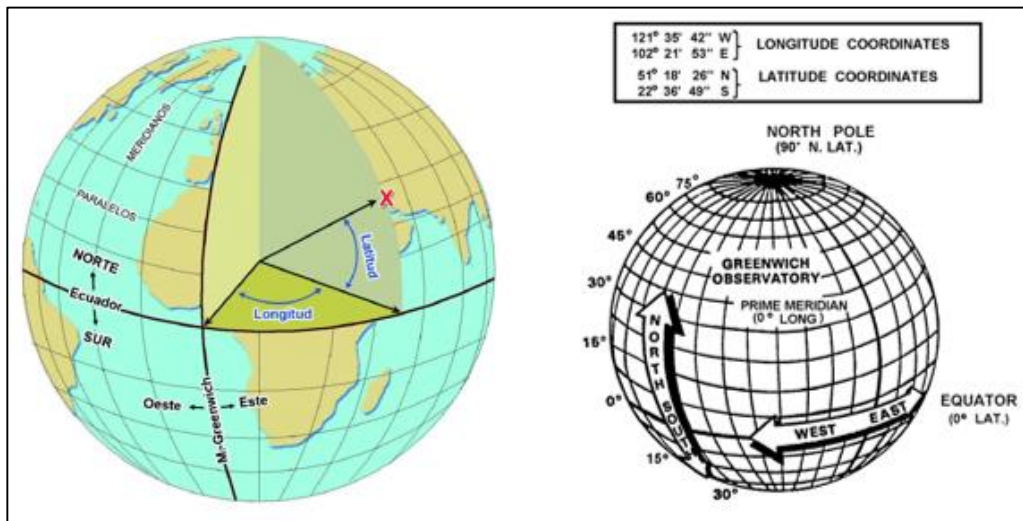 MERIDIANOS
PARALELOS
NORTE
Ecuador
SUR
Oeste
Este
M. Greenwich
X
Latitud
Longitud
121° 35' 42" W
102° 21' 53" E
LONGITUDE COORDINATES
51° 18' 26" N
22° 36' 49" S
LATITUDE COORDINATES
NORTH POLE
(90° N. LAT.)
75°
60°
45°
30°
15°
0°
15°
30°
GREENWICH
OBSERVATORY
PRIME MERIDIAN
(0° LONG)
NORTH SOUTH
WEST EAST
EQUATOR
(0° LAT.)